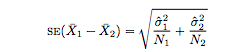 SE(X̄₁ − X̄₂) = √(σ̂₁²/N₁ + σ̂₂²/N₂)